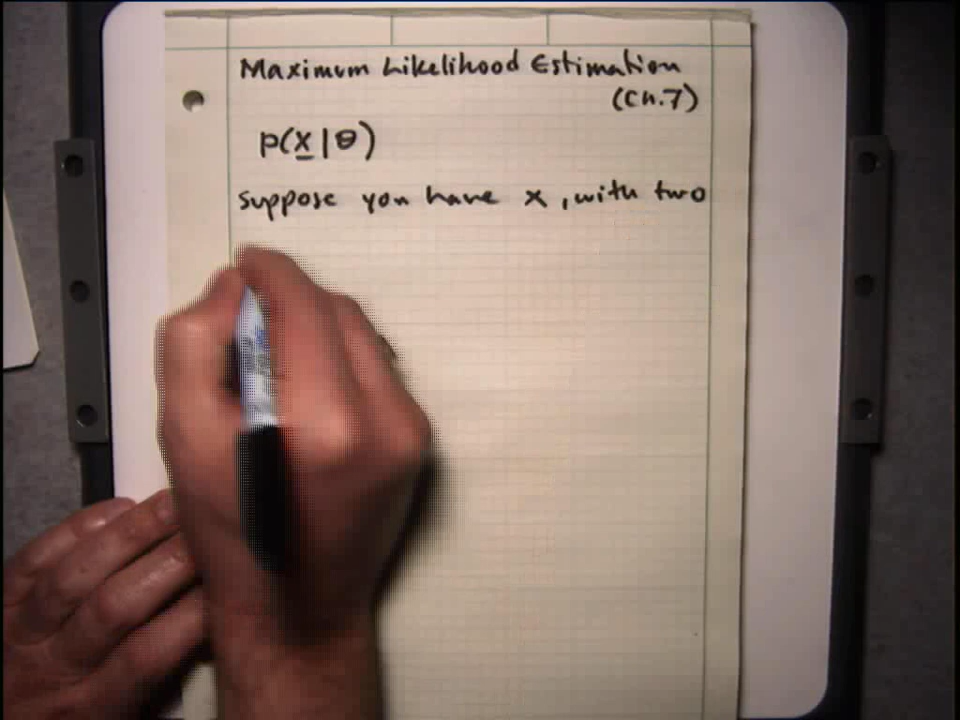 Maximum Likelihood Estimation
(Ch.7)
p(x|θ)
suppose you have x, with two